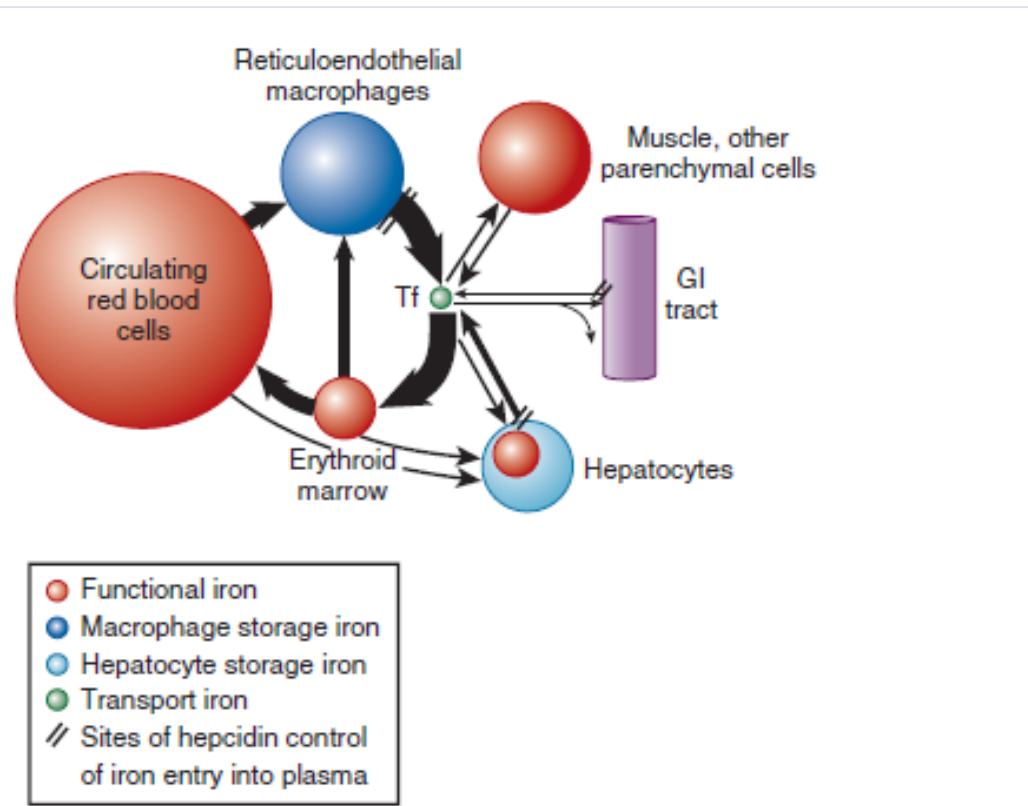 Reticuloendothelial
macrophages
Muscle, other
parenchymal cells
Circulating
red blood
cells
Tf
GI
tract
Erythroid
marrow
Hepatocytes
Functional iron
Macrophage storage iron
Hepatocyte storage iron
Transport iron
Sites of hepcidin control
of iron entry into plasma